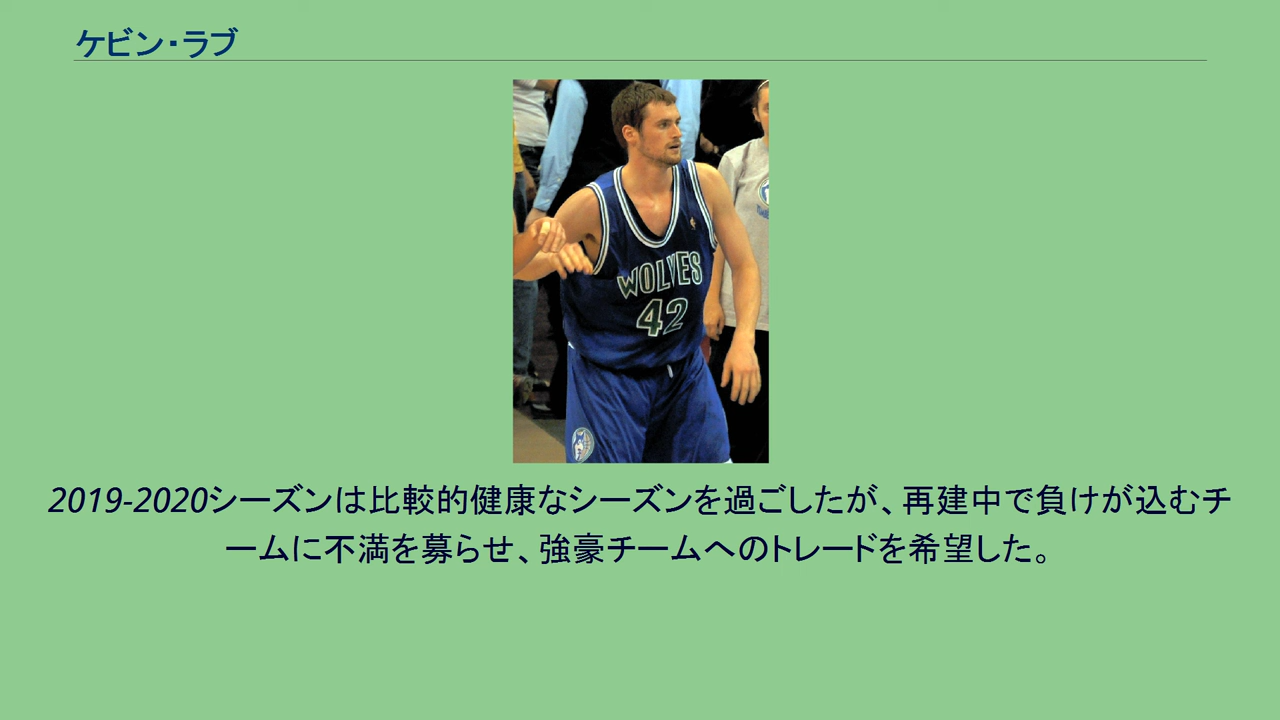 ケビン・ラブ
WOLVES
42
2019-2020シーズンは比較的健康なシーズンを過ごしたが、再建中で負けが込むチ
ームに不満を募らせ、強豪チームへのトレードを希望した。